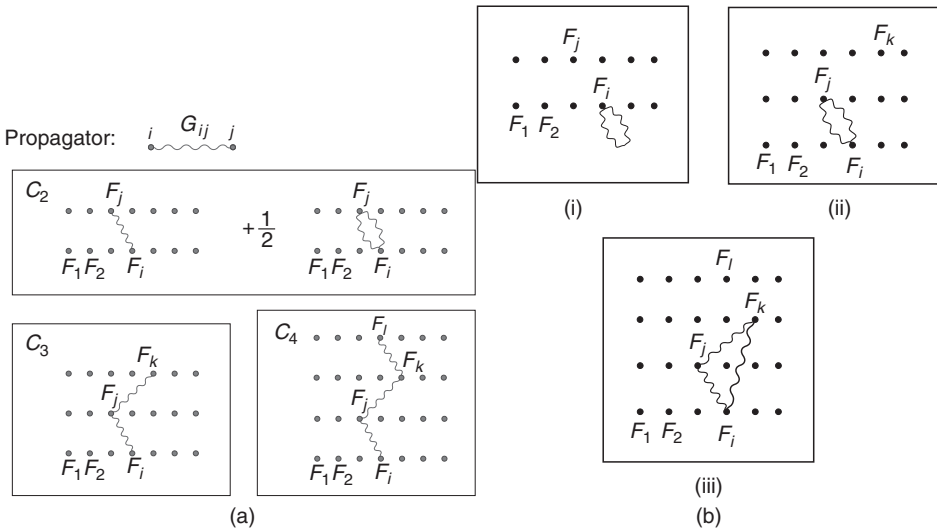 Propagator: i G_ij j
C_2
F_j
F_1 F_2 F_i
+ 1/2
F_j
F_1 F_2 F_i
C_3
F_k
F_j
F_1 F_2 F_i
C_4
F_l
F_k
F_j
F_1 F_2 F_i
(a)
F_j
F_i
F_1 F_2
(i)
F_k
F_j
F_1 F_2 F_i
(ii)
F_l
F_k
F_j
F_1 F_2 F_i
(iii)
(b)